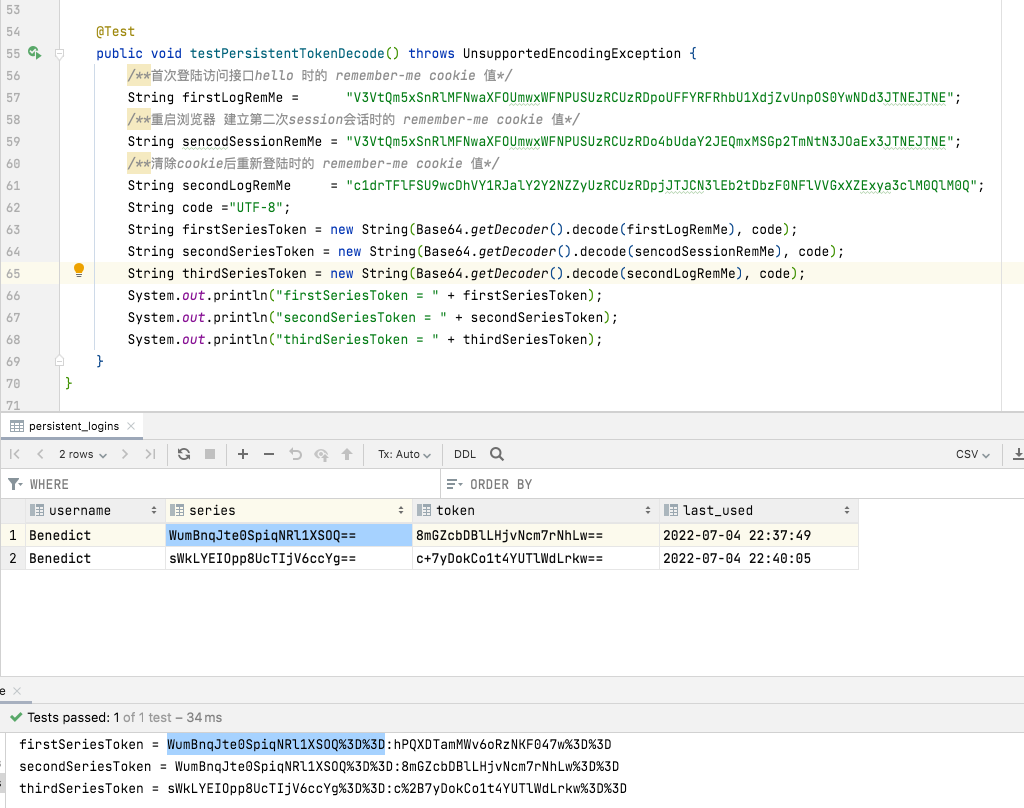 53
54 @Test
55 public void testPersistentTokenDecode() throws UnsupportedEncodingException {
56 /**首次登陆访问接口hello 时的 remember-me cookie 值*/
57 String firstLogRemMe = "V3VtQm5xSnRlMFNwaXFOUmwxWFNPUSUzRCUzRDpoUFFYRFRhbU1XdjZvUnpOS0YwNDd3JTNEJTNE";
58 /**重启浏览器 建立第二次session会话时的 remember-me cookie 值*/
59 String sencodSessionRemMe = "V3VtQm5xSnRlMFNwaXFOUmwxWFNPUSUzRCUzRDo4bUdaY2JEQmxMSGp2TmNtN3JOaEx3JTNEJTNE";
60 /**清除cookie后重新登陆时的 remember-me cookie 值*/
61 String secondLogRemMe = "c1drTFlFSU9wcDhVY1RJalY2Y2NZZyUzRCUzRDpjJTJCN3lEb2tDbzF0NFlVVGxXZExya3clM0QlM0Q";
62 String code ="UTF-8";
63 String firstSeriesToken = new String(Base64.getDecoder().decode(firstLogRemMe), code);
64 String secondSeriesToken = new String(Base64.getDecoder().decode(sencodSessionRemMe), code);
65 String thirdSeriesToken = new String(Base64.getDecoder().decode(secondLogRemMe), code);
66 System.out.println("firstSeriesToken = " + firstSeriesToken);
67 System.out.println("secondSeriesToken = " + secondSeriesToken);
68 System.out.println("thirdSeriesToken = " + thirdSeriesToken);
69 }
70 }
71
persistent_logins
2 rows Tx: Auto DDL CSV
WHERE ORDER BY
username series token last_used
1 Benedict WumBnqJte0SpiqNRl1XSOQ== 8mGZcbDBlLHjvNcm7rNhLw== 2022-07-04 22:37:49
2 Benedict sWkLYEIOpp8UcTIjV6ccYg== c+7yDokCo1t4YUTlWdLrkw== 2022-07-04 22:40:05
e
Tests passed: 1 of 1 test – 34 ms
firstSeriesToken = WumBnqJte0SpiqNRl1XSOQ%3D%3D:hPQXDTamMWv6oRzNKF047w%3D%3D
secondSeriesToken = WumBnqJte0SpiqNRl1XSOQ%3D%3D:8mGZcbDBlLHjvNcm7rNhLw%3D%3D
thirdSeriesToken = sWkLYEIOpp8UcTIjV6ccYg%3D%3D:c%2B7yDokCo1t4YUTlWdLrkw%3D%3D